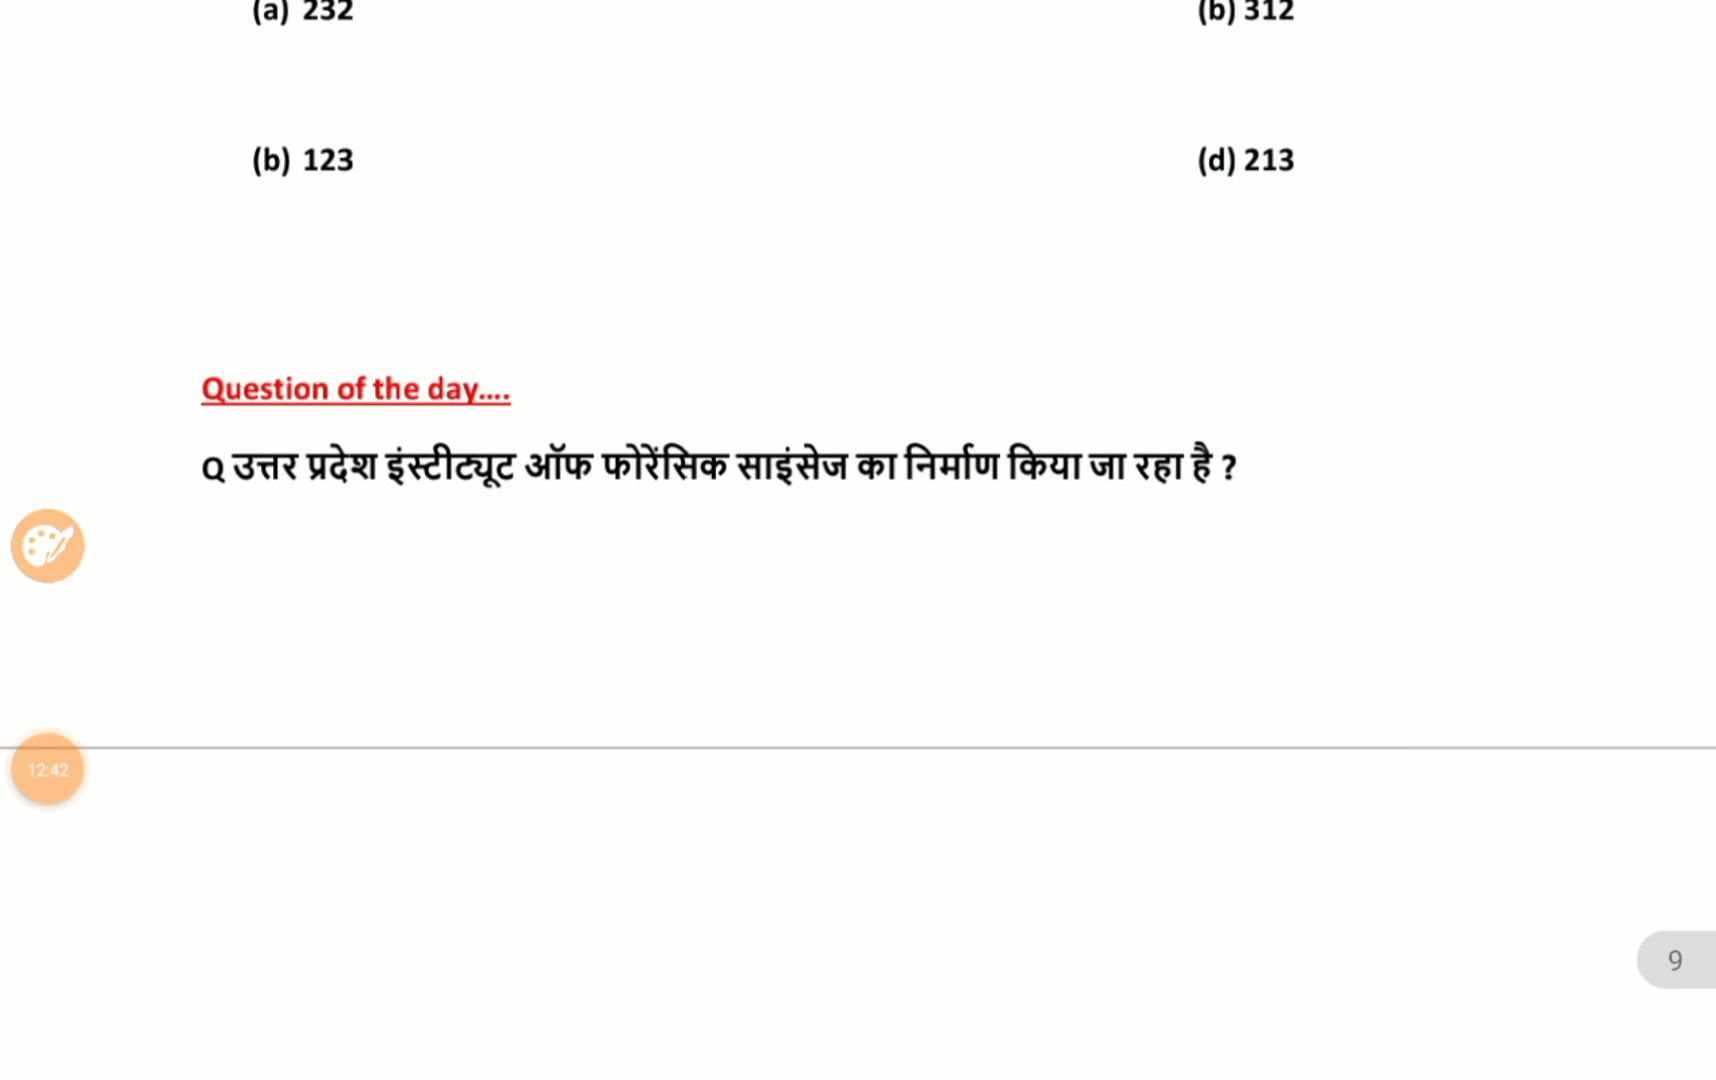 (a) 232 (b) 312
(b) 123 (d) 213
Question of the day....
Q उत्तर प्रदेश इंस्टीट्यूट ऑफ फोरेंसिक साइंसेज का निर्माण किया जा रहा है ?
12:42
9